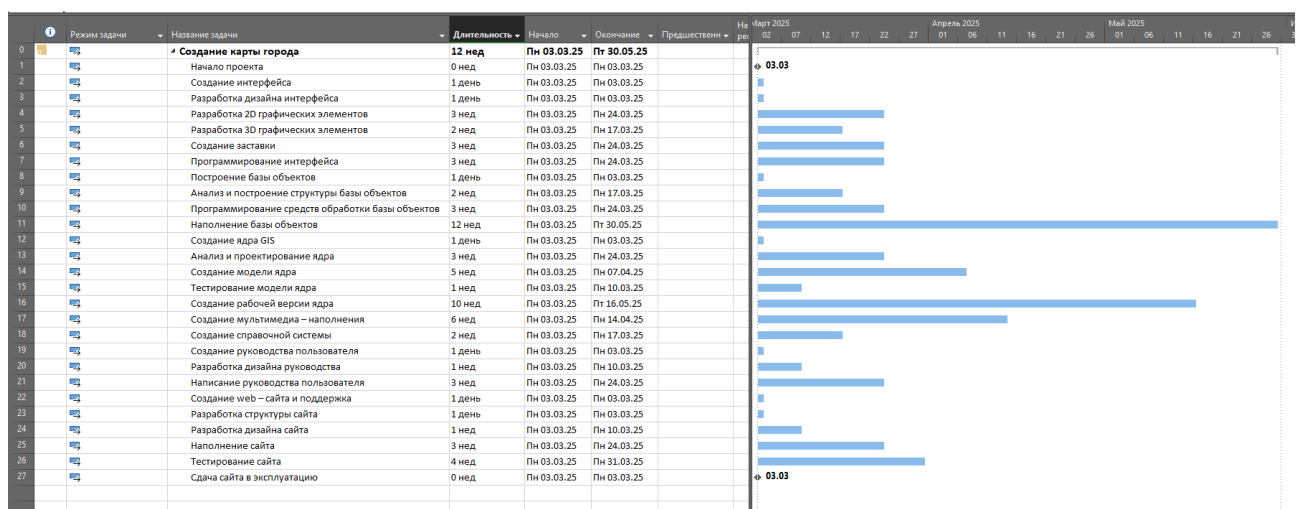 На Март 2025 Апрель 2025 Май 2025 И
Режим задачи Название задачи Длительность Начало Окончание Предшественн рес 02 07 12 17 22 27 01 06 11 16 21 26 01 06 11 16 21 26 3
0 Создание карты города 12 нед Пн 03.03.25 Пт 30.05.25
1 Начало проекта 0 нед Пн 03.03.25 Пн 03.03.25 03.03
2 Создание интерфейса 1 день Пн 03.03.25 Пн 03.03.25
3 Разработка дизайна интерфейса 1 день Пн 03.03.25 Пн 03.03.25
4 Разработка 2D графических элементов 3 нед Пн 03.03.25 Пн 24.03.25
5 Разработка 3D графических элементов 2 нед Пн 03.03.25 Пн 17.03.25
6 Создание заставки 3 нед Пн 03.03.25 Пн 24.03.25
7 Программирование интерфейса 3 нед Пн 03.03.25 Пн 24.03.25
8 Построение базы объектов 1 день Пн 03.03.25 Пн 03.03.25
9 Анализ и построение структуры базы объектов 2 нед Пн 03.03.25 Пн 17.03.25
10 Программирование средств обработки базы объектов 3 нед Пн 03.03.25 Пн 24.03.25
11 Наполнение базы объектов 12 нед Пн 03.03.25 Пт 30.05.25
12 Создание ядра GIS 1 день Пн 03.03.25 Пн 03.03.25
13 Анализ и проектирование ядра 3 нед Пн 03.03.25 Пн 24.03.25
14 Создание модели ядра 5 нед Пн 03.03.25 Пн 07.04.25
15 Тестирование модели ядра 1 нед Пн 03.03.25 Пн 10.03.25
16 Создание рабочей версии ядра 10 нед Пн 03.03.25 Пт 16.05.25
17 Создание мультимедиа – наполнения 6 нед Пн 03.03.25 Пн 14.04.25
18 Создание справочной системы 2 нед Пн 03.03.25 Пн 17.03.25
19 Создание руководства пользователя 1 день Пн 03.03.25 Пн 03.03.25
20 Разработка дизайна руководства 1 нед Пн 03.03.25 Пн 10.03.25
21 Написание руководства пользователя 3 нед Пн 03.03.25 Пн 24.03.25
22 Создание web – сайта и поддержка 1 день Пн 03.03.25 Пн 03.03.25
23 Разработка структуры сайта 1 день Пн 03.03.25 Пн 03.03.25
24 Разработка дизайна сайта 1 нед Пн 03.03.25 Пн 10.03.25
25 Наполнение сайта 3 нед Пн 03.03.25 Пн 24.03.25
26 Тестирование сайта 4 нед Пн 03.03.25 Пн 31.03.25
27 Сдача сайта в эксплуатацию 0 нед Пн 03.03.25 Пн 03.03.25 03.03